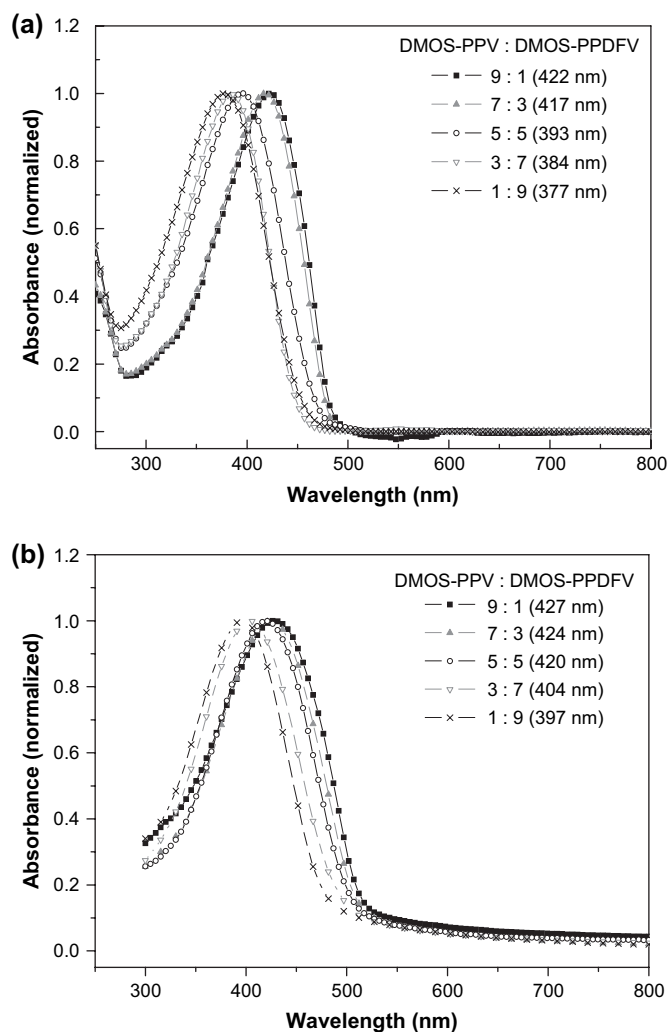 (a)
1.2
1.0
0.8
0.6
0.4
0.2
0.0
Absorbance (normalized)
DMOS-PPV : DMOS-PPDFV
9 : 1 (422 nm)
7 : 3 (417 nm)
5 : 5 (393 nm)
3 : 7 (384 nm)
1 : 9 (377 nm)
300 400 500 600 700 800
Wavelength (nm)
(b)
1.2
1.0
0.8
0.6
0.4
0.2
0.0
Absorbance (normalized)
DMOS-PPV : DMOS-PPDFV
9 : 1 (427 nm)
7 : 3 (424 nm)
5 : 5 (420 nm)
3 : 7 (404 nm)
1 : 9 (397 nm)
300 400 500 600 700 800
Wavelength (nm)